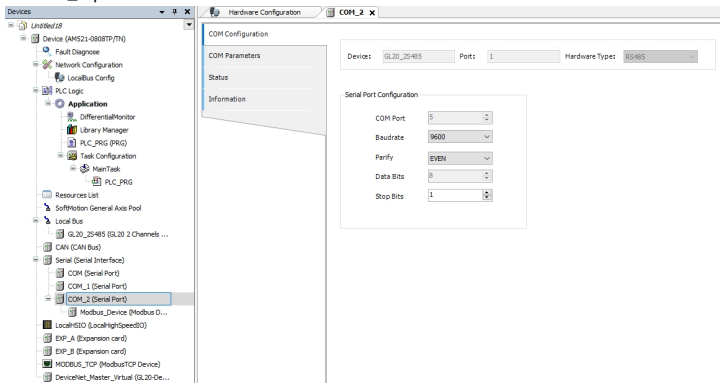 Devices
Untitled18
Device (AM521-0808TP/TN)
Fault Diagnose
Network Configuration
LocalBus Config
PLC Logic
Application
DifferentialMonitor
Library Manager
PLC_PRG (PRG)
Task Configuration
MainTask
PLC_PRG
Resources List
SoftMotion General Axis Pool
Local Bus
GL20_2S485 (GL20 2 Channels ...
CAN (CAN Bus)
Serial (Serial Interface)
COM (Serial Port)
COM_1 (Serial Port)
COM_2 (Serial Port)
Modbus_Device (Modbus D...
LocalHSIO (LocalHighSpeedIO)
EXP_A (Expansion card)
EXP_B (Expansion card)
MODBUS_TCP (ModbusTCP Device)
DeviceNet_Master_Virtual (GL20-De...
Hardware Configuration
COM_2 X
COM Configuration
COM Parameters
Status
Information
Device: GL20_2S485 Port: 1 Hardware Type: RS485
Serial Port Configuration
COM Port 5
Baudrate 9600
Parify EVEN
Data Bits 8
Stop Bits 1